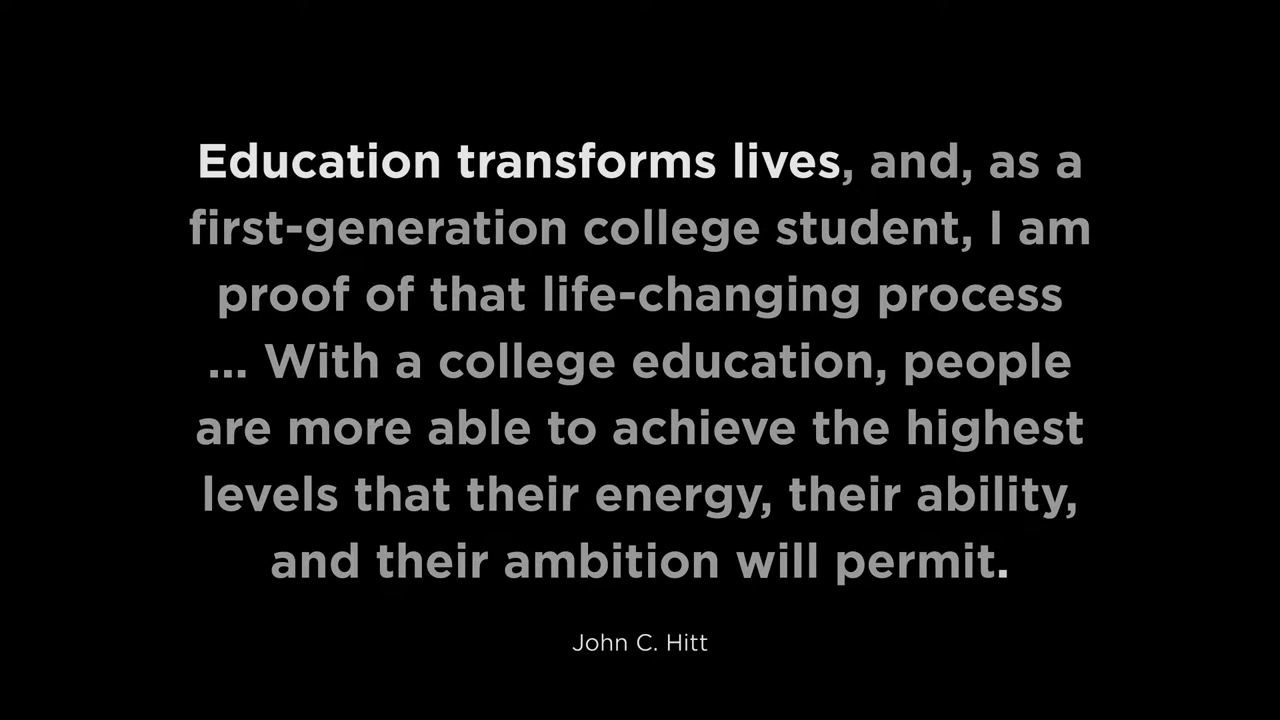 Education transforms lives, and, as a
first-generation college student, I am
proof of that life-changing process
... With a college education, people
are more able to achieve the highest
levels that their energy, their ability,
and their ambition will permit.
John C. Hitt